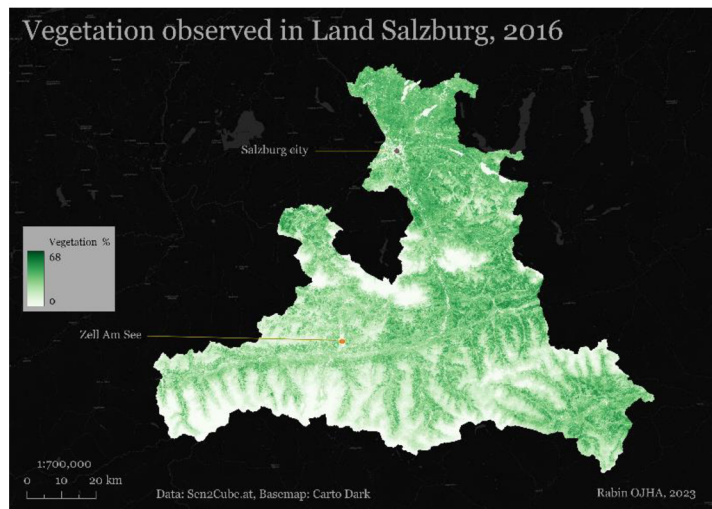 Vegetation observed in Land Salzburg, 2016
Salzburg city
Vegetation %
68
0
Zell Am See
1:700,000
0 10 20 km
Data: Sen2Cube.at, Basemap: Carto Dark
Rabin OJHA, 2023